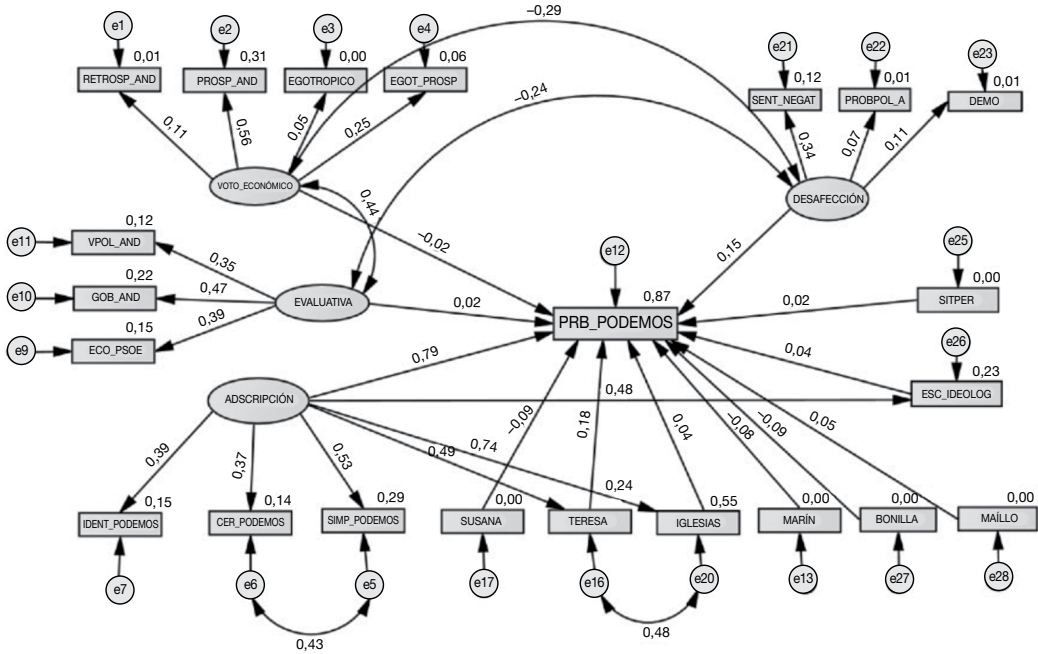 −0,29
e1
e2
e3
e4
e21
e22
e23
0,01
0,31
0,00
0,06
0,12
0,01
0,01
RETROSP_AND
PROSP_AND
EGOTROPICO
EGOT_PROSP
SENT_NEGAT
PROBPOL_A
DEMO
−0,24
0,11
0,56
0,05
0,25
0,34
0,07
0,11
VOTO_ECONÓMICO
DESAFECCIÓN
0,44
−0,02
0,15
e11
0,12
VPOL_AND
e12
e25
0,35
e10
0,22
GOB_AND
0,47
EVALUATIVA
0,02
0,87
0,02
0,00
SITPER
0,39
e9
0,15
ECO_PSOE
PRB_PODEMOS
0,79
0,04
e26
0,23
ADSCRIPCIÓN
0,48
ESC_IDEOLOG
0,39
0,37
0,53
0,49
0,74
−0,09
0,18
0,04
−0,08
−0,09
0,05
0,24
0,15
0,14
0,29
0,00
0,55
0,00
0,00
0,00
IDENT_PODEMOS
CER_PODEMOS
SIMP_PODEMOS
SUSANA
TERESA
IGLESIAS
MARÍN
BONILLA
MAÍLLO
e7
e6
e5
e17
e16
e20
e13
e27
e28
0,43
0,48